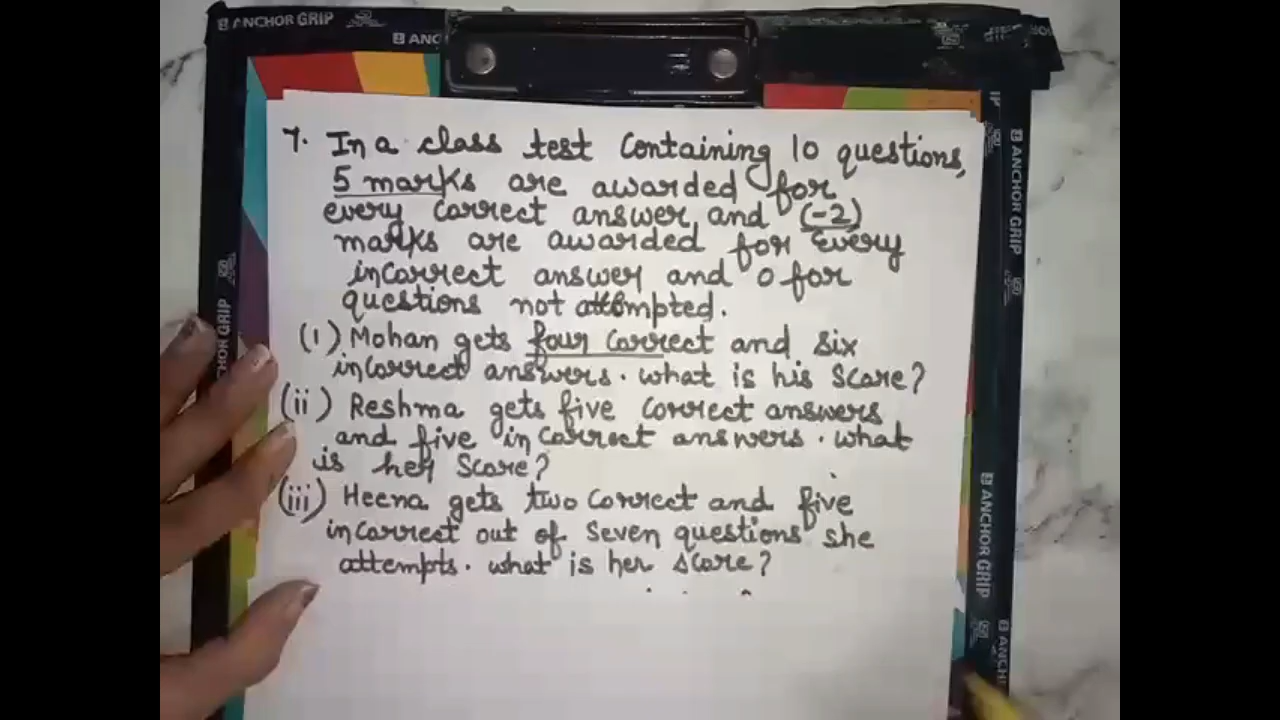 ANCHOR GRIP
ANC
7. In a class test containing 10 questions,
5 marks are awarded for
every correct answer and (-2)
marks are awarded for every
incorrect answer and 0 for
questions not attempted.
(i) Mohan gets four correct and six
incorrect answers. what is his score?
(ii) Reshma gets five correct answers
and five incorrect answers. what
is her score?
(iii) Heena gets two correct and five
incorrect out of seven questions she
attempts. what is her score?
ANCHOR GRIP
HOR GRIP
ANCHOR GRIP
ANCH